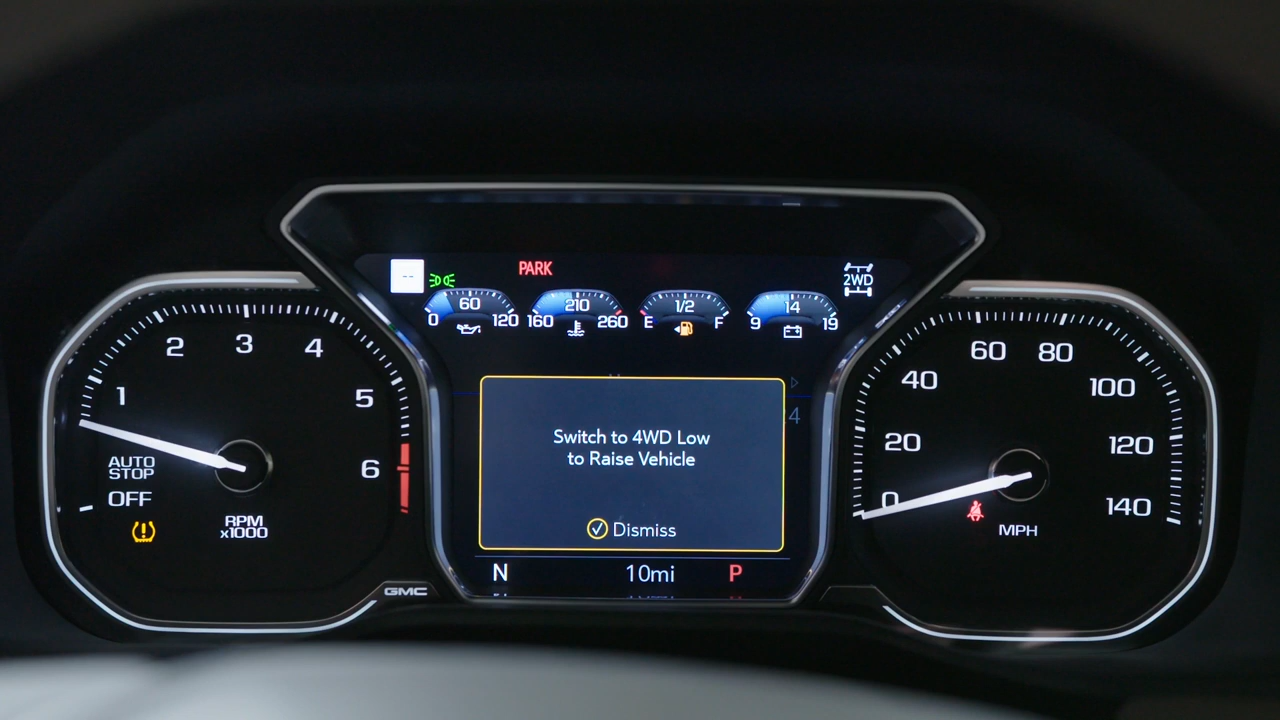 --
PARK
2WD
60
0 120
210
160 260
1/2
E F
14
9 19
1 2 3 4 5 6
AUTO
STOP
OFF
RPM
x1000
GMC
Switch to 4WD Low
to Raise Vehicle
Dismiss
N 10mi P
0 20 40 60 80 100 120 140
MPH